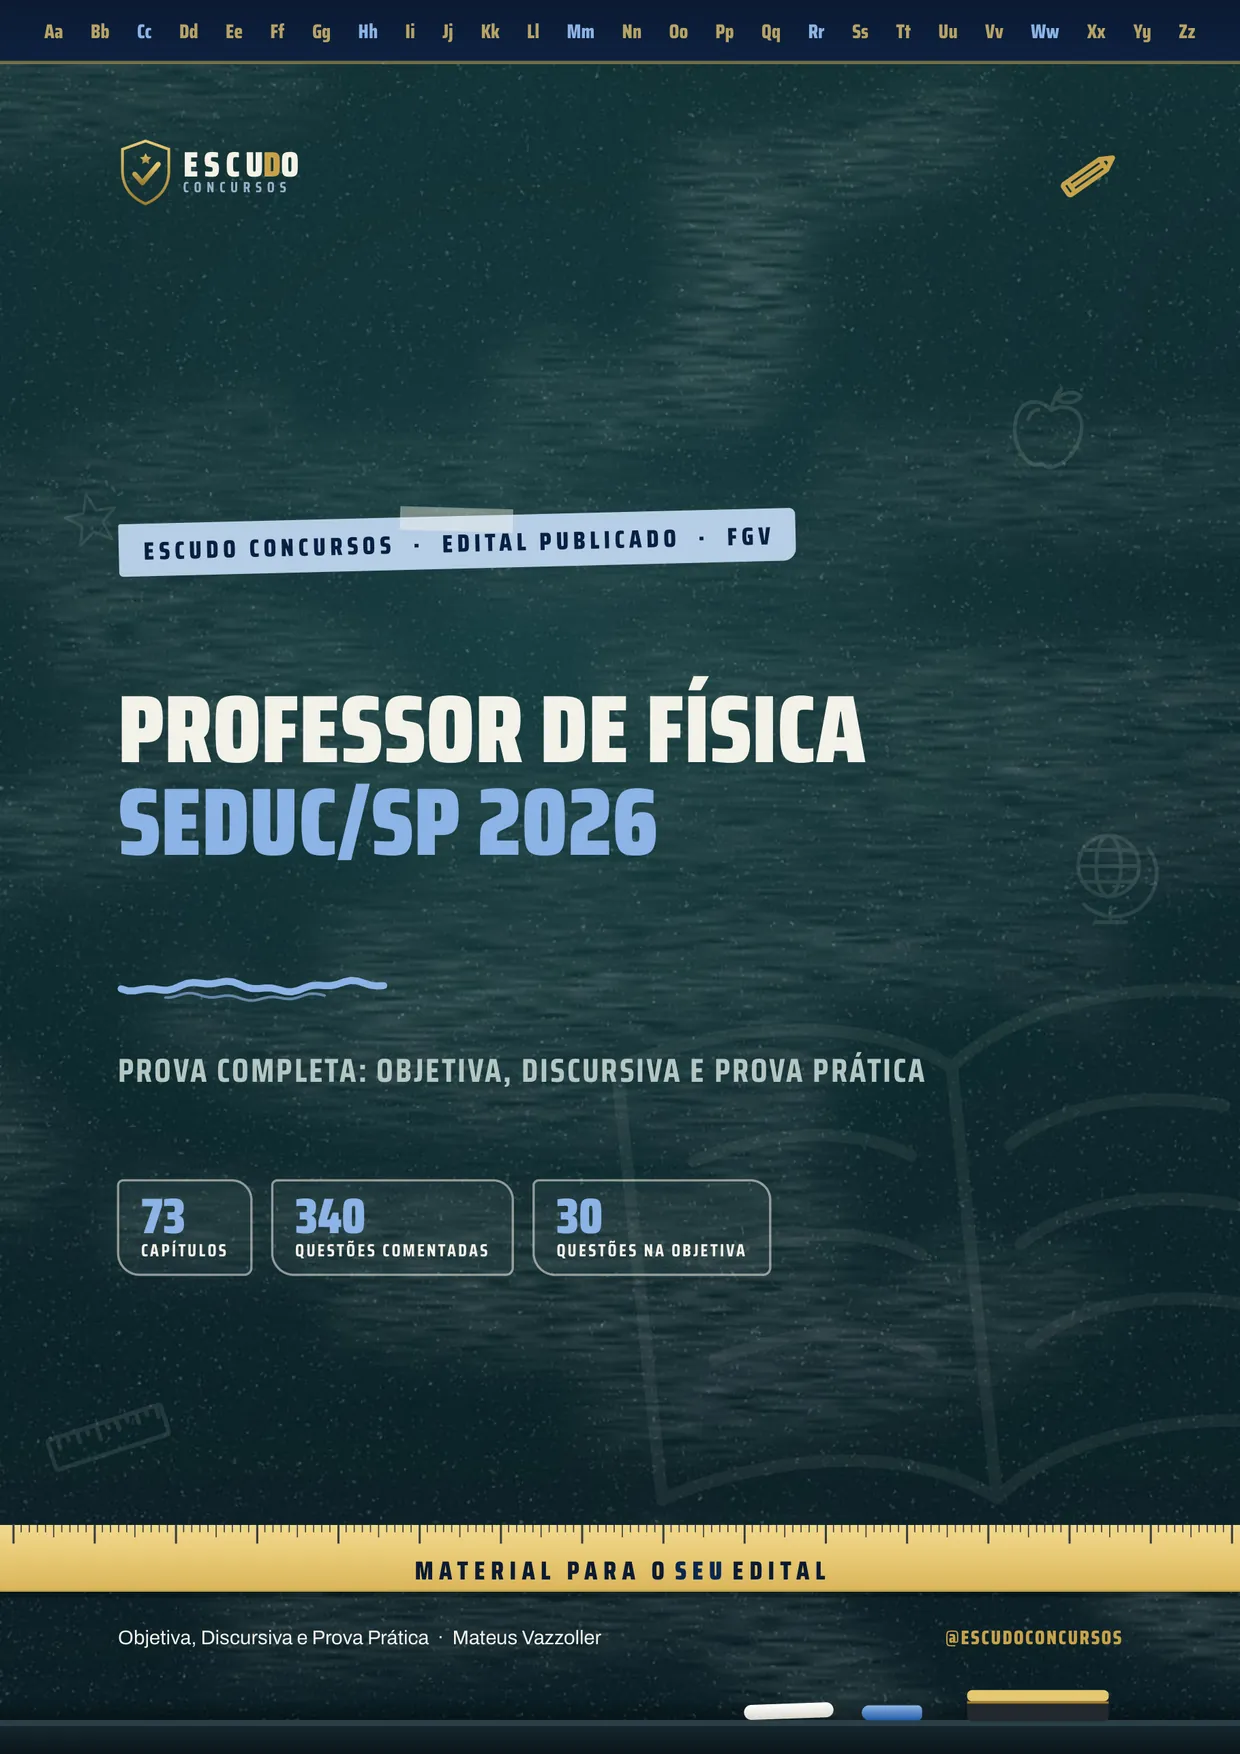 Aa Bb Cc Dd Ee Ff Gg Hh Ii Jj Kk Ll Mm Nn Oo Pp Qq Rr Ss Tt Uu Vv Ww Xx Yy Zz
ESCUDO
CONCURSOS
ESCUDO CONCURSOS · EDITAL PUBLICADO · FGV
PROFESSOR DE FÍSICA
SEDUC/SP 2026
PROVA COMPLETA: OBJETIVA, DISCURSIVA E PROVA PRÁTICA
73
CAPÍTULOS
340
QUESTÕES COMENTADAS
30
QUESTÕES NA OBJETIVA
MATERIAL PARA O SEU EDITAL
Objetiva, Discursiva e Prova Prática · Mateus Vazzoller
@ESCUDOCONCURSOS